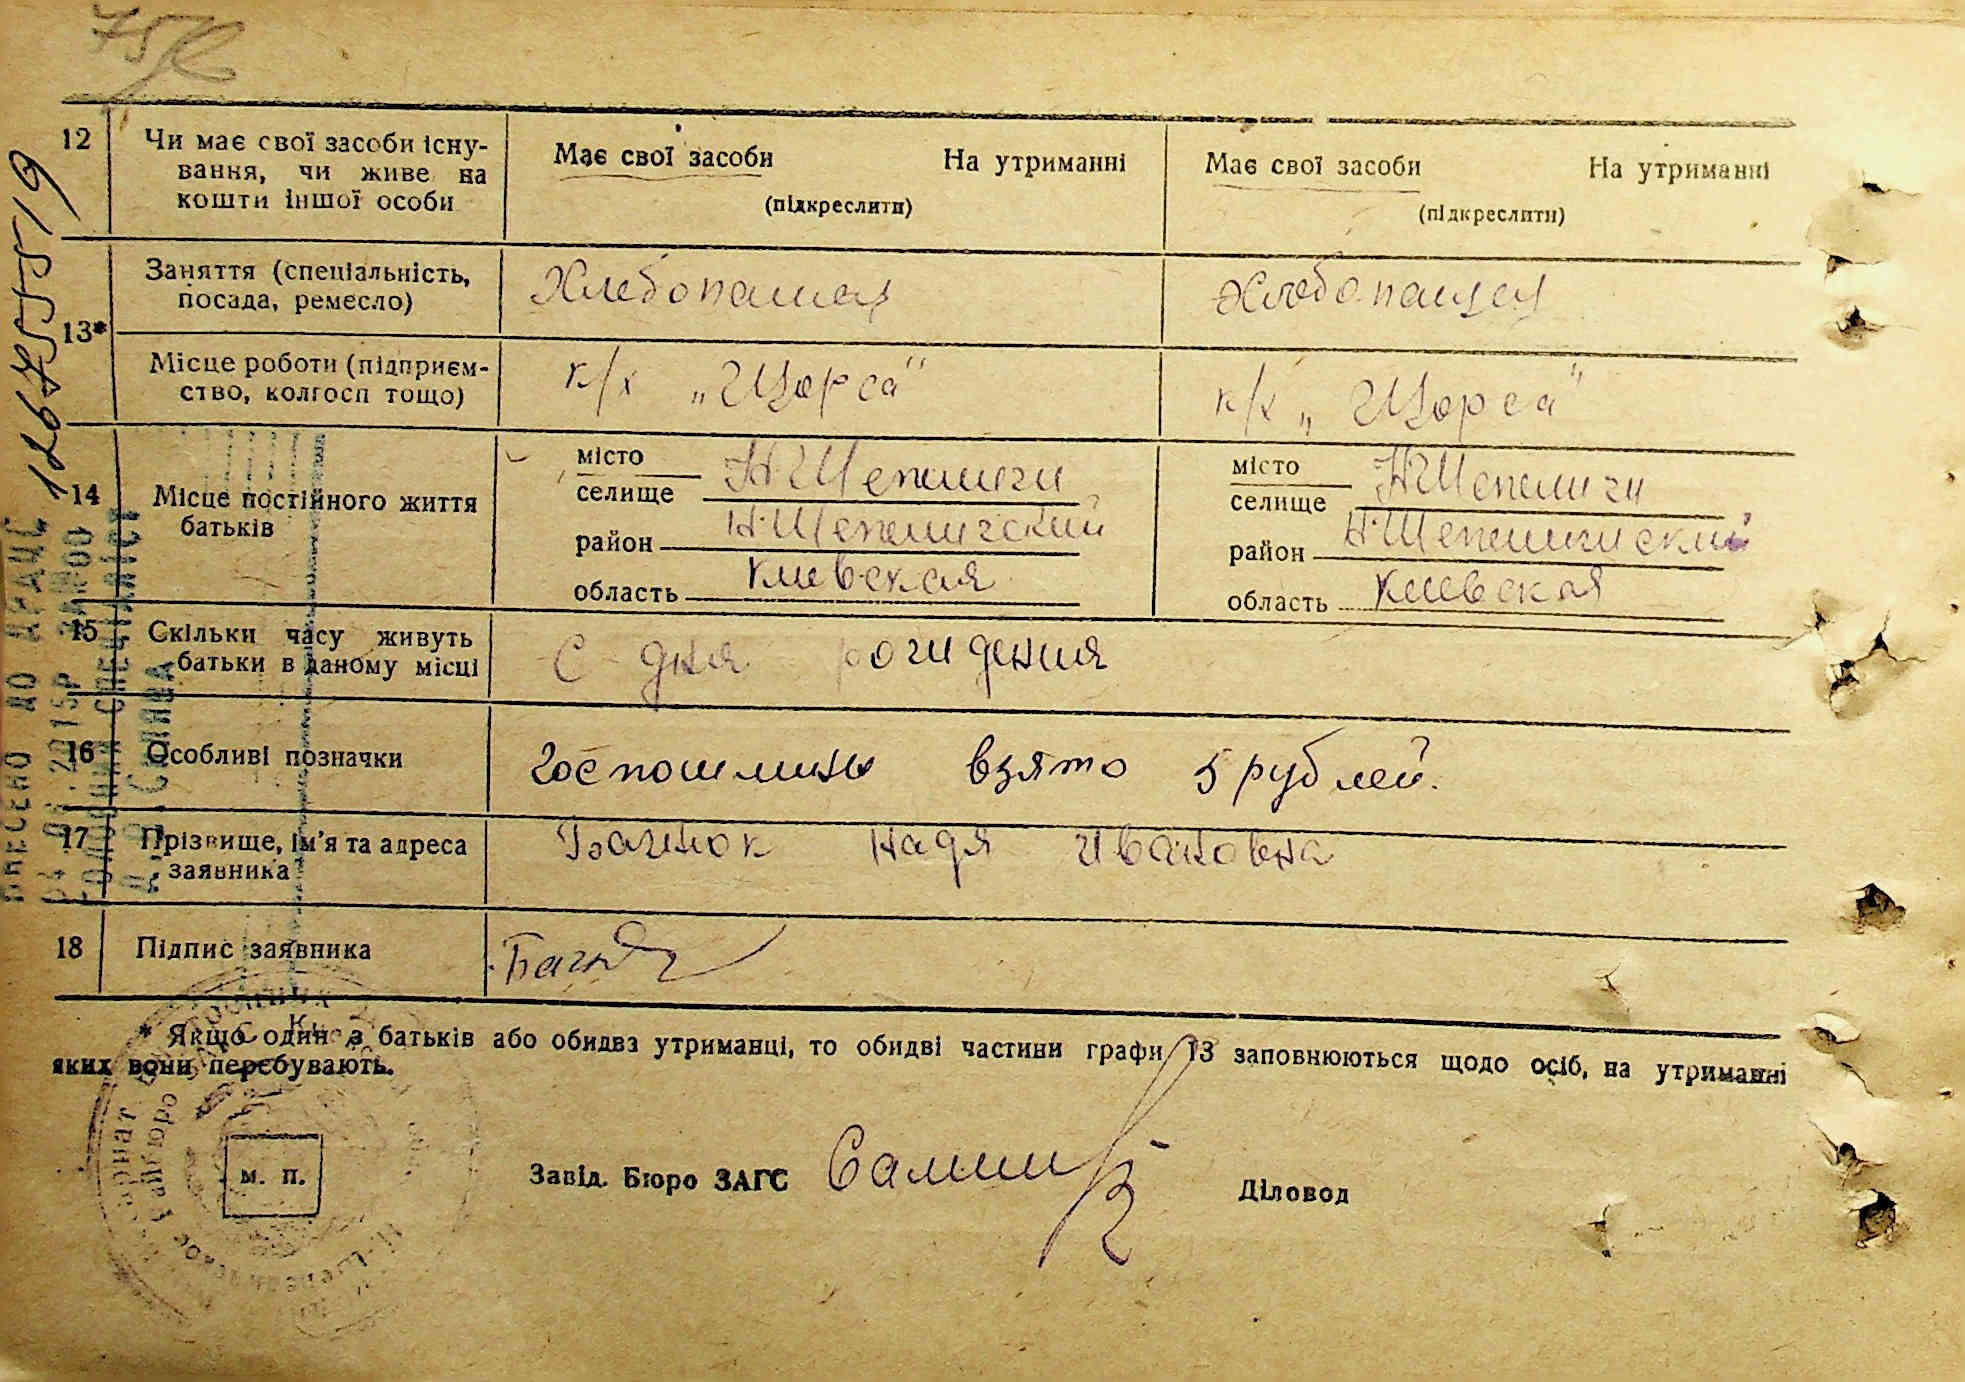 75
12 Чи має свої засоби існу- Має свої засоби На утриманні Має свої засоби На утриманні
вання, чи живе на
кошти іншої особи (підкреслити) (підкреслити)
Заняття (спеціальність, Хлебопашец Хлебопащец
посада, ремесло)
13*
Місце роботи (підприєм- к/х „Щорса" к/х „Щорса"
ство, колгосп тощо)
14 Місце постійного життя
батьків
місто
селище Н.Шепеличи
район Н.Шепеличский
область Киевская
місто
селище Н.Шепеличи
район Н.Шепеличиский
область Киевская
15 Скільки часу живуть
батьки в даному місці С дня рождения
16 Особливі позначки Госпошлины взято 5 рублей.
17 Прізвище, ім'я та адреса Надя Ивановна
заявника
18 Підпис заявника
* Якщо один з батьків або обидва утриманці, то обидві частини графи 13 заповнюються щодо осіб, на утриманні
яких вони перебувають.
м. п.
Завід. Бюро ЗАГС Діловод